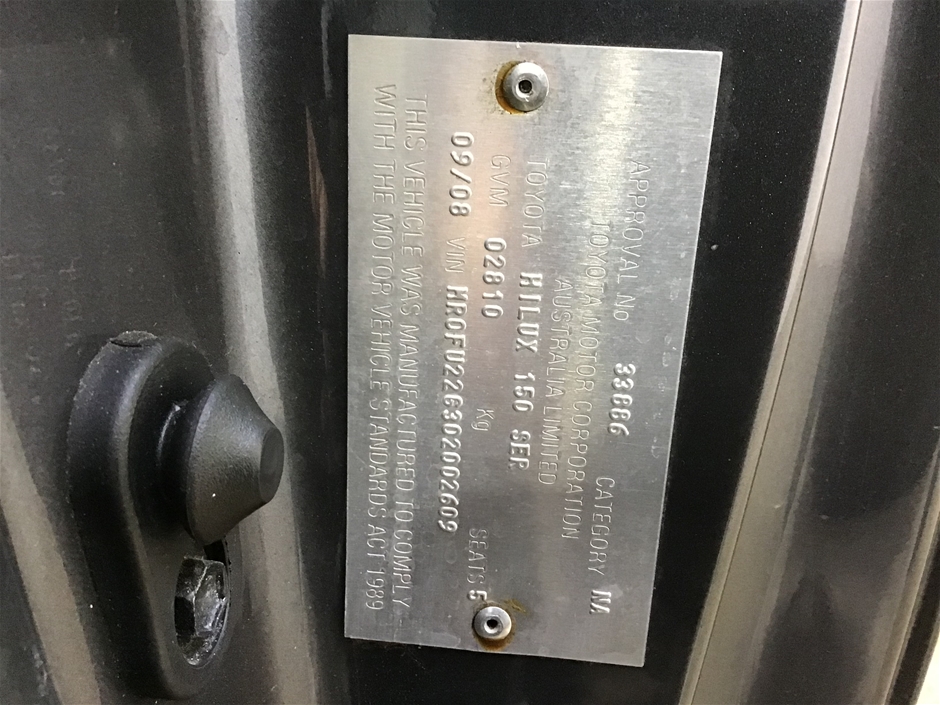 APPROVAL No 33886 CATEGORY NA
TOYOTA MOTOR CORPORATION
AUSTRALIA LIMITED
TOYOTA HILUX 150 SER
GVM 02810 Kg SEATS 5
09/08 VIN MR0FU22G302002609
THIS VEHICLE WAS MANUFACTURED TO COMPLY
WITH THE MOTOR VEHICLE STANDARDS ACT 1989